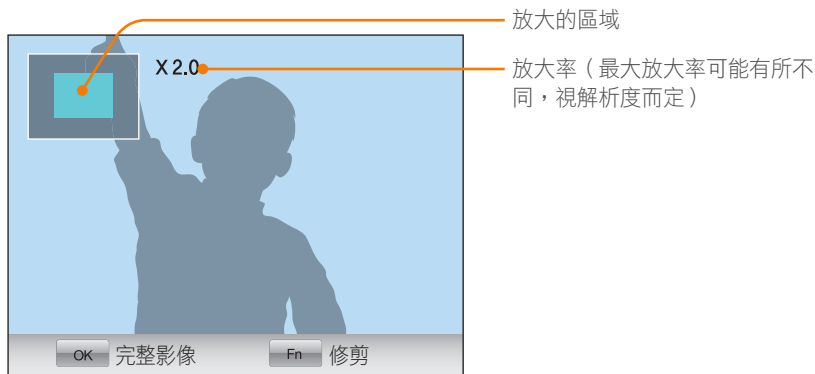 放大的區域
X 2.0
放大率（最大放大率可能有所不
同，視解析度而定）
OK 完整影像 Fn 修剪